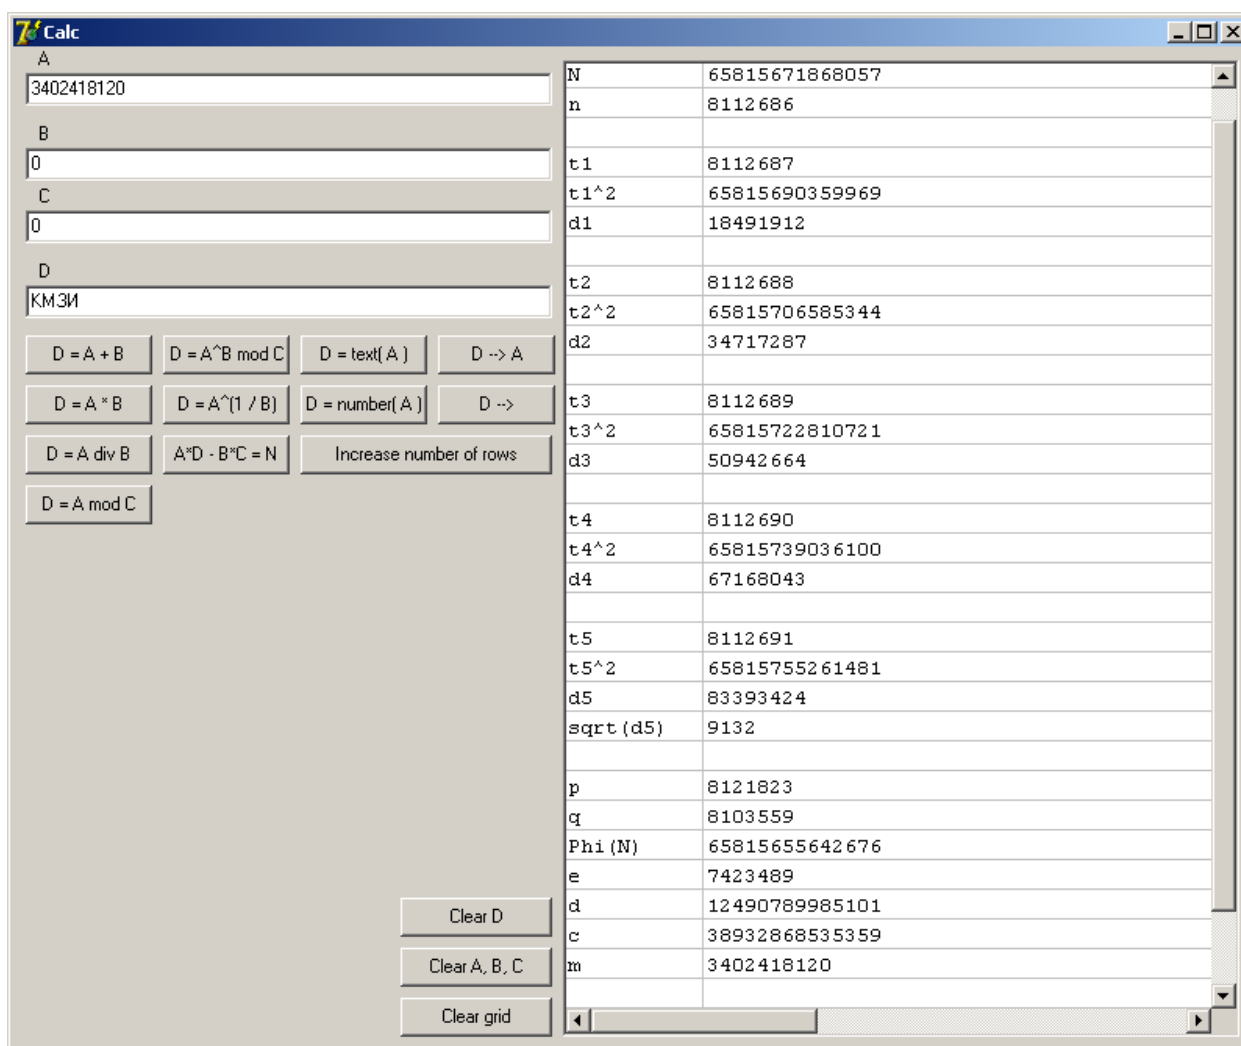 Calc
A
3402418120
B
0
C
0
D
КМЗИ
D = A + B
D = A^B mod C
D = text( A )
D --> A
D = A * B
D = A^(1 / B)
D = number( A )
D -->
D = A div B
A*D - B*C = N
Increase number of rows
D = A mod C
Clear D
Clear A, B, C
Clear grid
N 65815671868057
n 8112686
t1 8112687
t1^2 65815690359969
d1 18491912
t2 8112688
t2^2 65815706585344
d2 34717287
t3 8112689
t3^2 65815722810721
d3 50942664
t4 8112690
t4^2 65815739036100
d4 67168043
t5 8112691
t5^2 65815755261481
d5 83393424
sqrt(d5) 9132
p 8121823
q 8103559
Phi(N) 65815655642676
e 7423489
d 12490789985101
c 38932868535359
m 3402418120